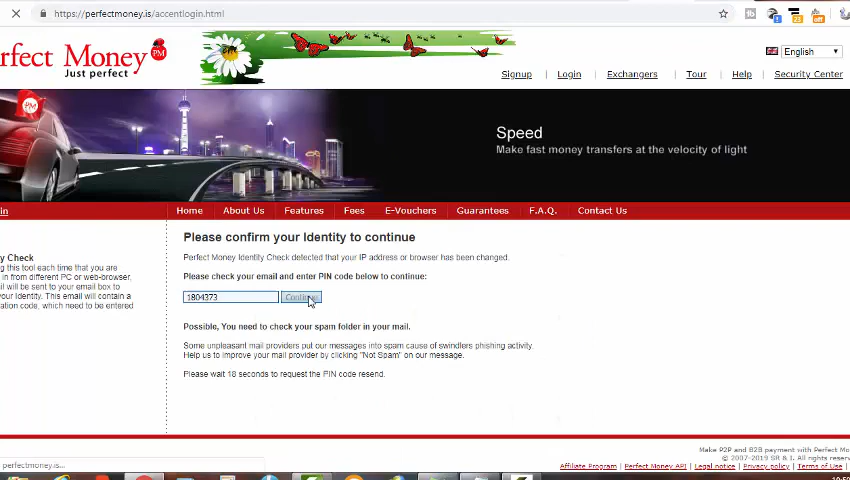 https://perfectmoney.is/accentlogin.html
23
off
rfect Money
PM
Just perfect
English
Signup Login Exchangers Tour Help Security Center
PM
Speed
Make fast money transfers at the velocity of light
in
Home About Us Features Fees E-Vouchers Guarantees F.A.Q. Contact Us
y Check
ng this tool each time that you are
in from different PC or web-browser,
will be sent to your email box to
your Identity. This email will contain a
ation code, which need to be entered
Please confirm your Identity to continue
Perfect Money Identity Check detected that your IP address or browser has been changed.
Please check your email and enter PIN code below to continue:
1804373 Continue
Possible, You need to check your spam folder in your mail.
Some unpleasant mail providers put our messages into spam cause of swindlers phishing activity.
Help us to improve your mail provider by clicking "Not Spam" on our message.
Please wait 18 seconds to request the PIN code resend.
perfectmoney.is...
Make P2P and B2B payment with Perfect Mo
© 2007-2019 SR & I. All rights reserve
Affiliate Program | Perfect Money API | Legal notice | Privacy policy | Terms of Use